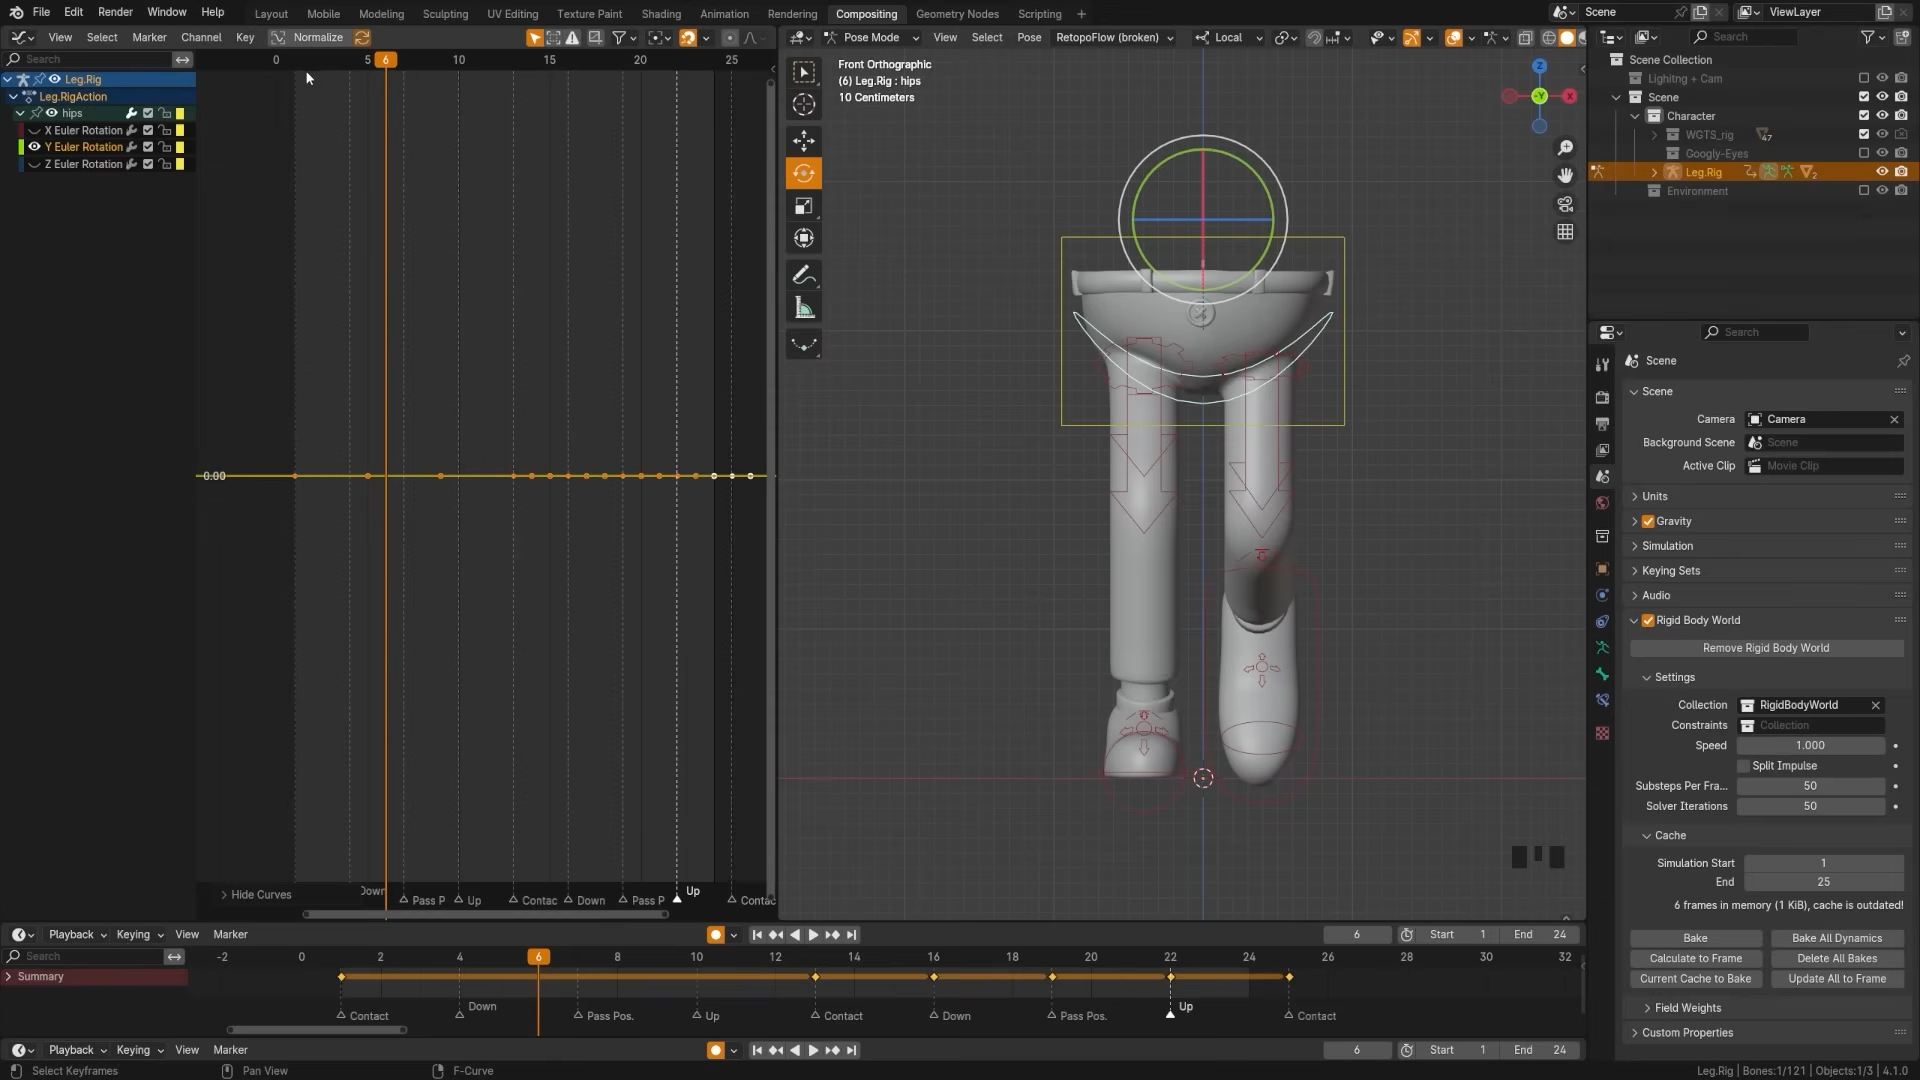 File Edit Render Window Help Layout Mobile Modeling Sculpting UV Editing Texture Paint Shading Animation Rendering Compositing Geometry Nodes Scripting + Scene ViewLayer
View Select Marker Channel Key Normalize Pose Mode View Select Pose RetopoFlow (broken) Local Search
Search 0 5 6 10 15 20 25
Leg.Rig
Leg.RigAction
hips
X Euler Rotation
Y Euler Rotation
Z Euler Rotation
0.00
Hide Curves Down Pass P Up Contac Down Pass P Up Contac
Front Orthographic
(6) Leg.Rig : hips
10 Centimeters
Z
-Y X
Scene Collection
Lighitng + Cam
Scene
Character
WGTS_rig 47
Googly-Eyes
Leg.Rig 2
Environment
Search
Scene
Scene
Camera Camera
Background Scene Scene
Active Clip Movie Clip
Units
Gravity
Simulation
Keying Sets
Audio
Rigid Body World
Remove Rigid Body World
Settings
Collection RigidBodyWorld
Constraints Collection
Speed 1.000
Split Impulse
Substeps Per Fra... 50
Solver Iterations 50
Cache
Simulation Start 1
End 25
6 frames in memory (1 KiB), cache is outdated!
Bake Bake All Dynamics
Calculate to Frame Delete All Bakes
Current Cache to Bake Update All to Frame
Field Weights
Custom Properties
Playback Keying View Marker 6 Start 1 End 24
Search -2 0 2 4 6 8 10 12 14 16 18 20 22 24 26 28 30 32
Summary
Contact Down Pass Pos. Up Contact Down Pass Pos. Up Contact
Playback Keying View Marker 6 Start 1 End 24
Select Keyframes Pan View F-Curve Leg.Rig | Bones:1/121 | Objects:1/3 | 4.1.0